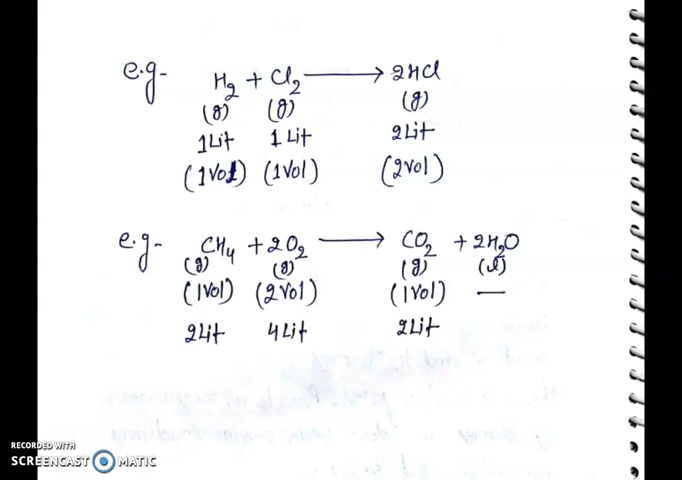 e.g- H₂ + Cl₂ ⟶ 2HCl
(g) (g) (g)
1Lit 1Lit 2Lit
(1Vol) (1Vol) (2Vol)
e.g- CH₄ + 2O₂ ⟶ CO₂ + 2H₂O
(g) (g) (g) (l)
(1Vol) (2Vol) (1Vol) —
2Lit 4Lit 2Lit
RECORDED WITH
SCREENCAST MATIC